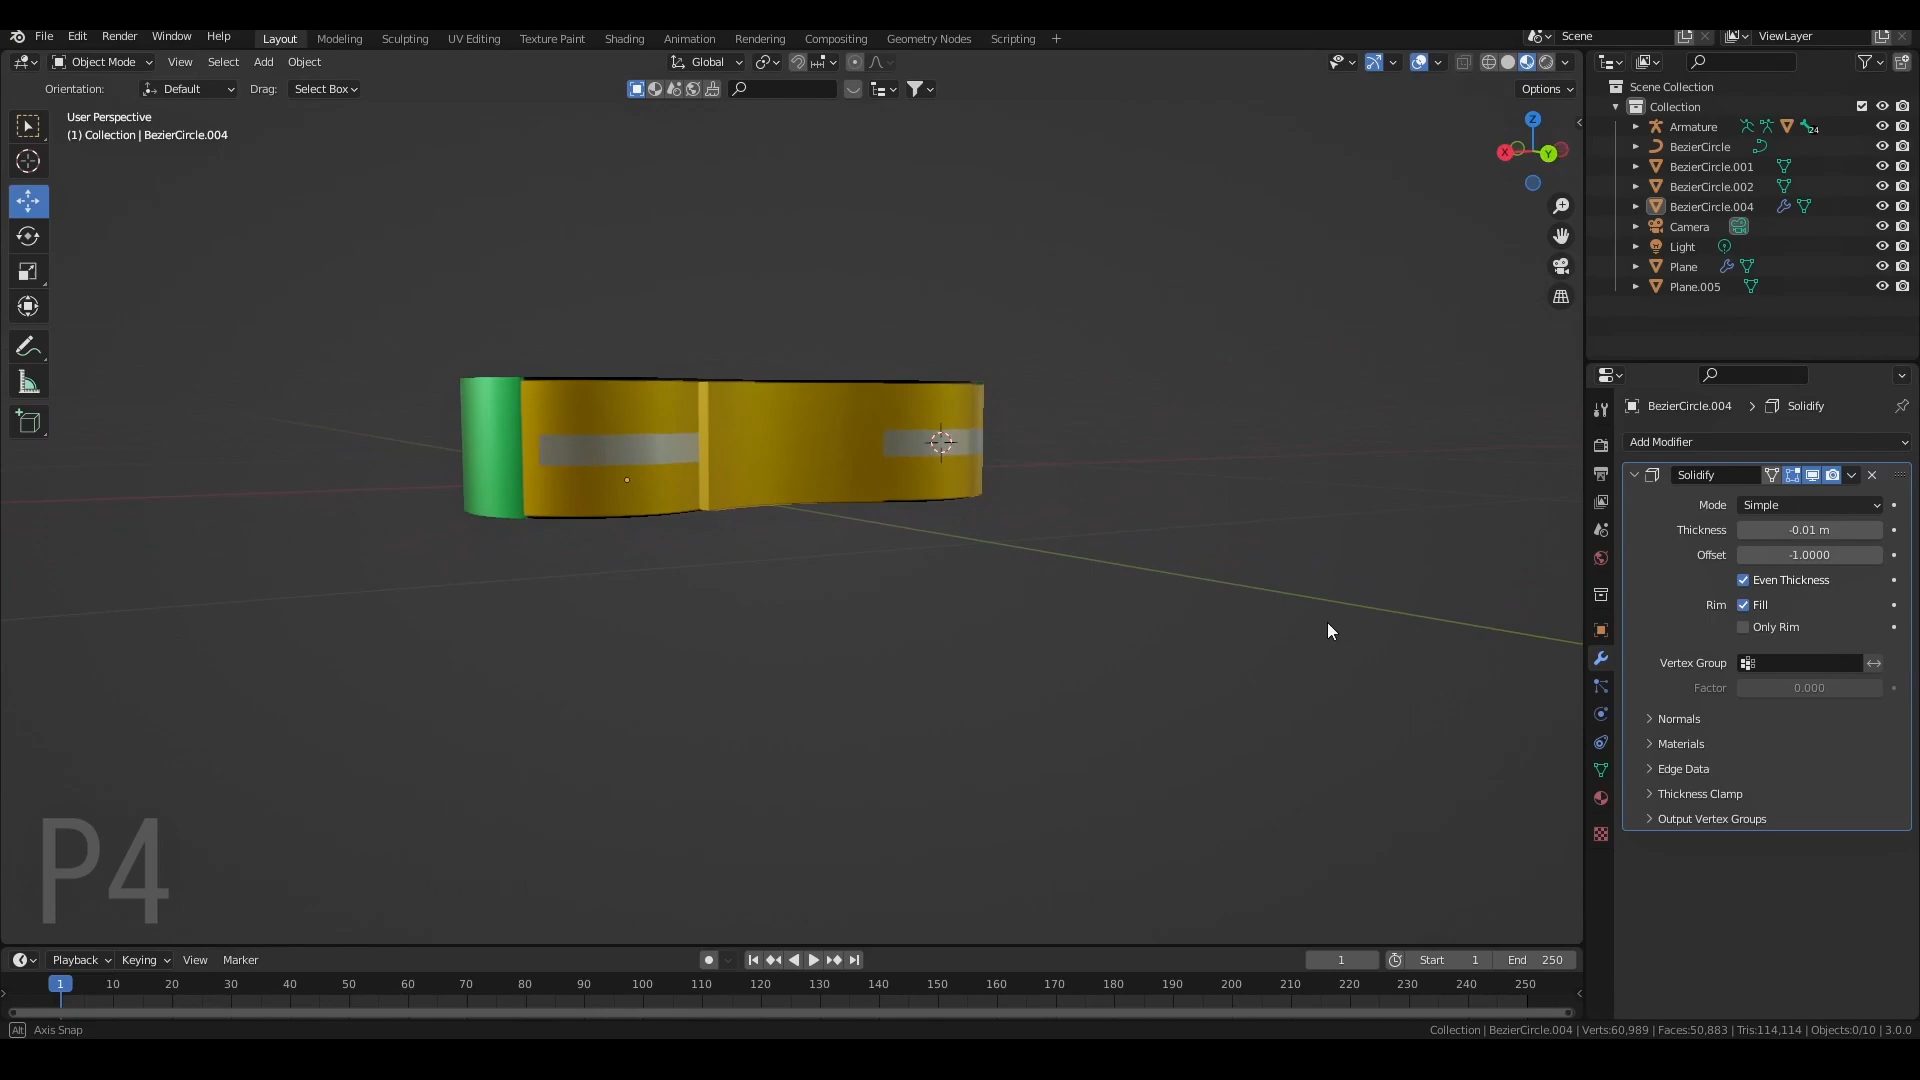 File Edit Render Window Help Layout Modeling Sculpting UV Editing Texture Paint Shading Animation Rendering Compositing Geometry Nodes Scripting + Scene ViewLayer
Object Mode View Select Add Object Global
Orientation: Default Drag: Select Box Options
User Perspective
(1) Collection | BezierCircle.004
Z
X
Y
Scene Collection
Collection
Armature 24
BezierCircle
BezierCircle.001
BezierCircle.002
BezierCircle.004
Camera
Light
Plane
Plane.005
BezierCircle.004 > Solidify
Add Modifier
Solidify
Mode Simple
Thickness -0.01 m
Offset -1.0000
Even Thickness
Rim Fill
Only Rim
Vertex Group
Factor 0.000
Normals
Materials
Edge Data
Thickness Clamp
Output Vertex Groups
P4
Playback Keying View Marker 1 Start 1 End 250
1 10 20 30 40 50 60 70 80 90 100 110 120 130 140 150 160 170 180 190 200 210 220 230 240 250
Alt Axis Snap
Collection | BezierCircle.004 | Verts:60,989 | Faces:50,883 | Tris:114,114 | Objects:0/10 | 3.0.0